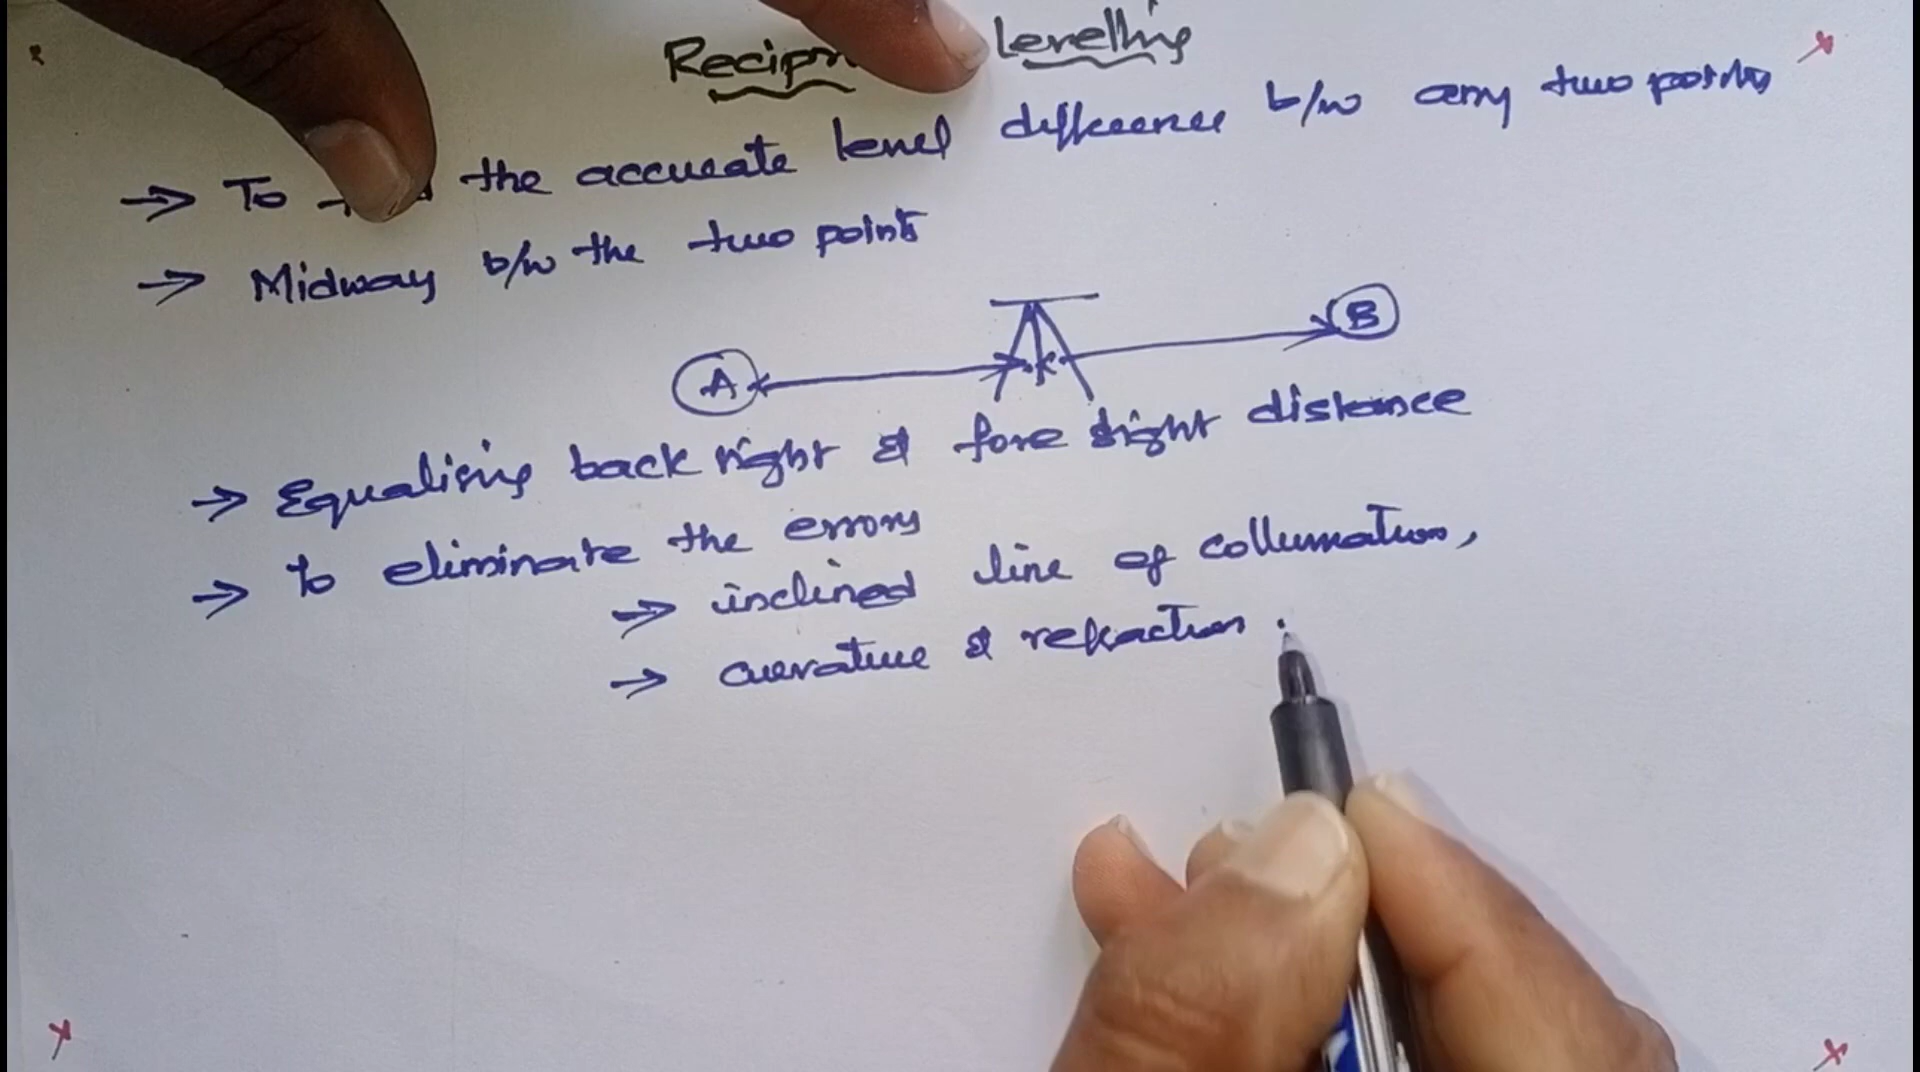 Recipr Levelling
→ To the accurate level difference b/w any two points
→ Midway b/w the two points
A B
→ Equalising back sight & fore sight distance
→ to eliminate the errors
→ inclined line of collimation,
→ curvature & refraction .